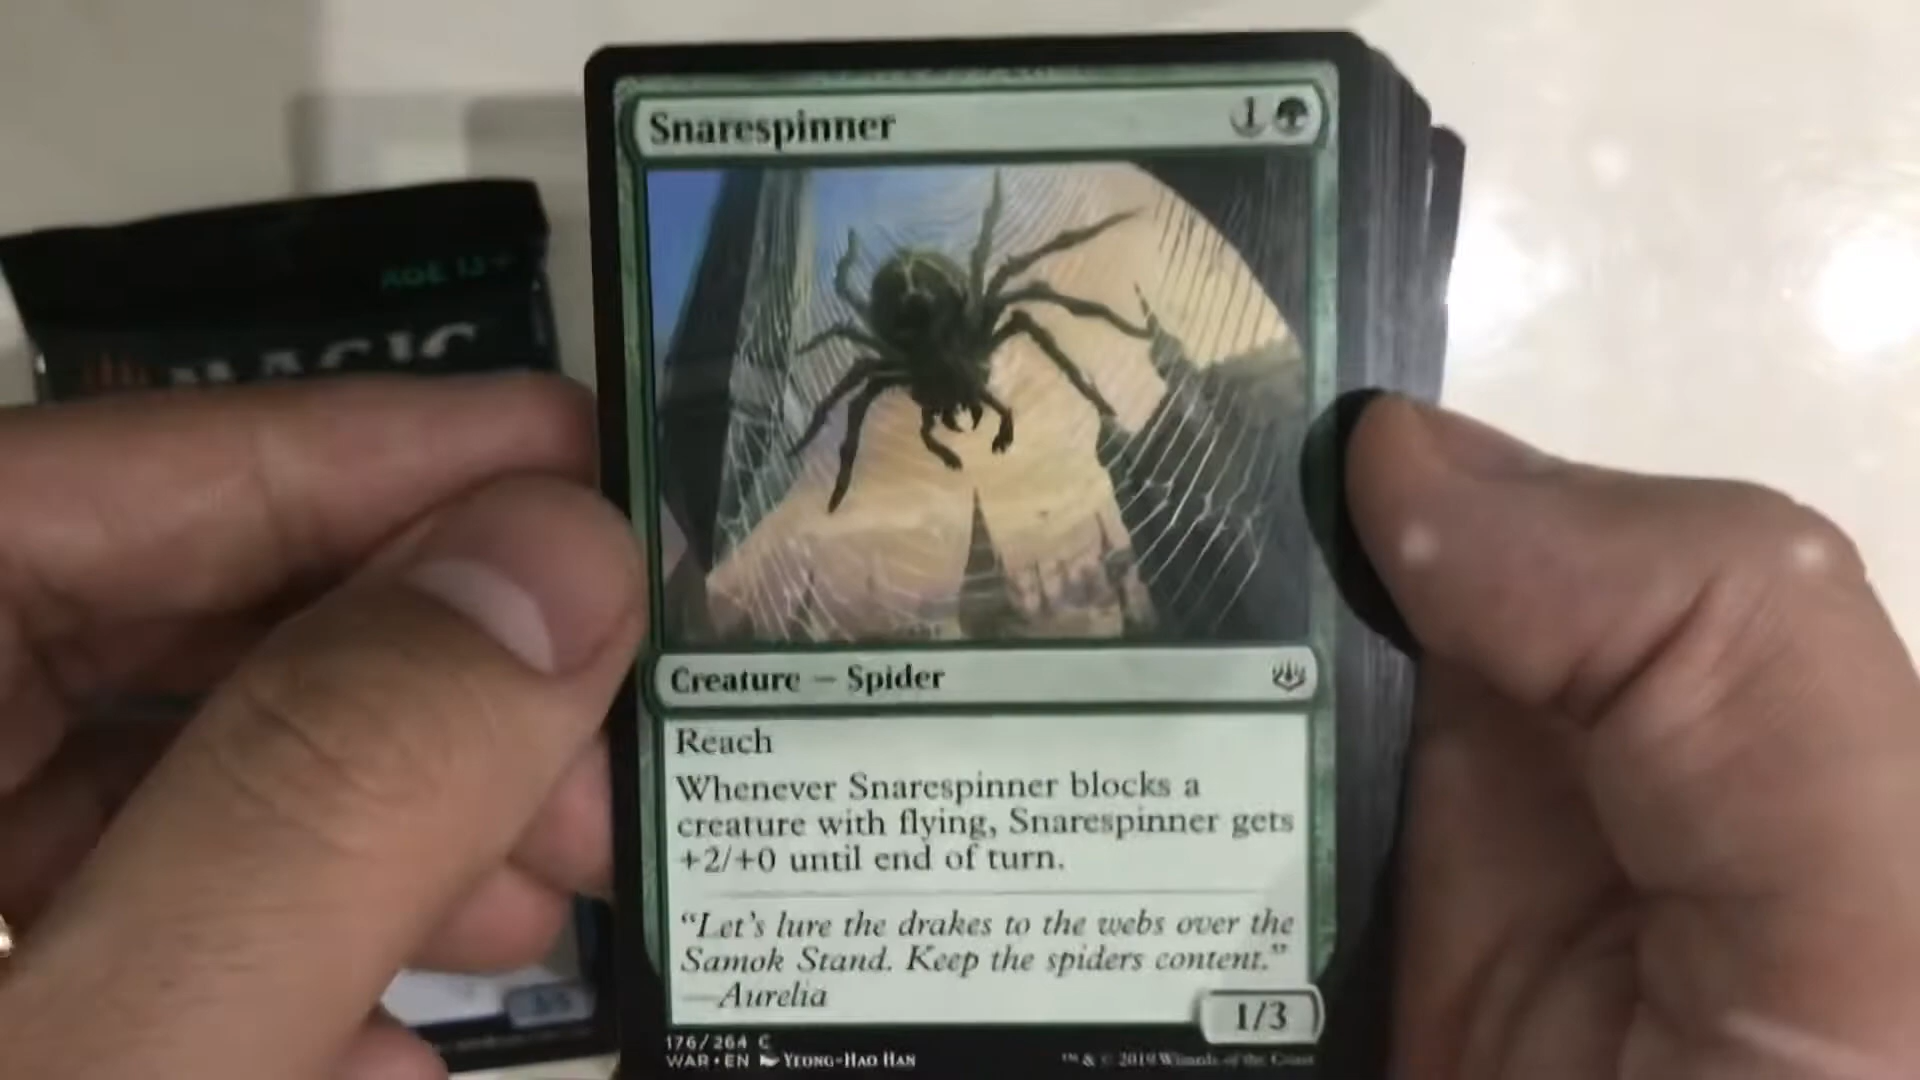 AGE 13+
MAGIC
Snarespinner 1
Creature — Spider
Reach
Whenever Snarespinner blocks a
creature with flying, Snarespinner gets
+2/+0 until end of turn.
“Let's lure the drakes to the webs over the
Samok Stand. Keep the spiders content.”
—Aurelia
1/3
176/264 C
WAR • EN Yeong-Hao Han
™ & © 2019 Wizards of the Coast